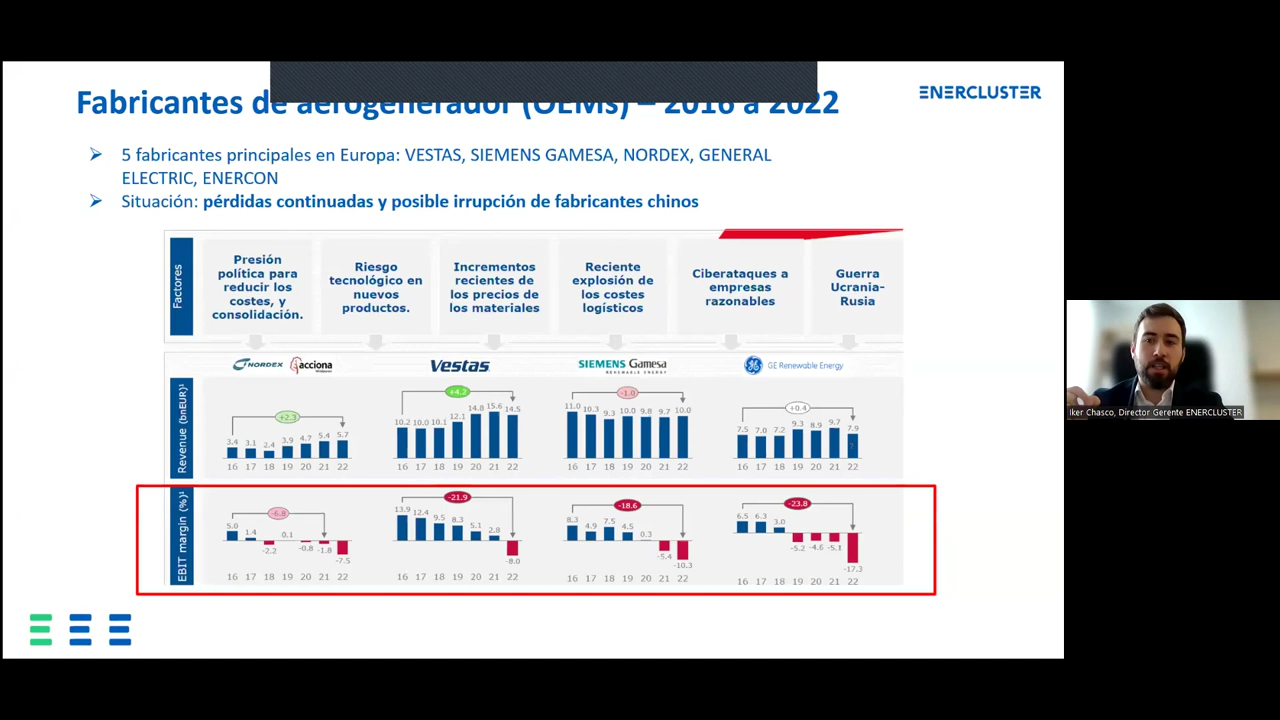 Fabricantes de aerogenerador (OEMs) – 2016 a 2022
ENERCLUSTER
➢ 5 fabricantes principales en Europa: VESTAS, SIEMENS GAMESA, NORDEX, GENERAL
ELECTRIC, ENERCON
➢ Situación: pérdidas continuadas y posible irrupción de fabricantes chinos
Factores
Presión
política para
reducir los
costes, y
consolidación.
Riesgo
tecnológico en
nuevos
productos.
Incrementos
recientes de
los precios de
los materiales
Reciente
explosión de
los costes
logísticos
Ciberataques a
empresas
razonables
Guerra
Ucrania-
Rusia
NORDEX acciona
Vestas
SIEMENS Gamesa
RENEWABLE ENERGY
GE Renewable Energy
Revenue (bnEUR)¹
+2.3
3.4 3.1 2.4 3.9 4.7 5.4 5.7
16 17 18 19 20 21 22
+4.2
10.2 10.0 10.1 12.1 14.8 15.6 14.5
16 17 18 19 20 21 22
-1.0
11.0 10.3 9.3 10.0 9.8 9.7 10.0
16 17 18 19 20 21 22
+0.4
7.5 7.0 7.2 9.3 8.9 9.7 7.9
16 17 18 19 20 21 22
EBIT margin (%)¹
-6.8
5.0 1.4 -2.2 0.1 -0.8 -1.8 -7.5
16 17 18 19 20 21 22
-21.9
13.9 12.4 9.5 8.3 5.1 2.8 -8.0
16 17 18 19 20 21 22
-18.6
8.3 4.9 7.5 4.5 0.3 -5.4 -10.3
16 17 18 19 20 21 22
-23.8
6.5 6.3 3.0 -5.2 -4.6 -5.1 -17.3
16 17 18 19 20 21 22
Iker Chasco, Director Gerente ENERCLUSTER